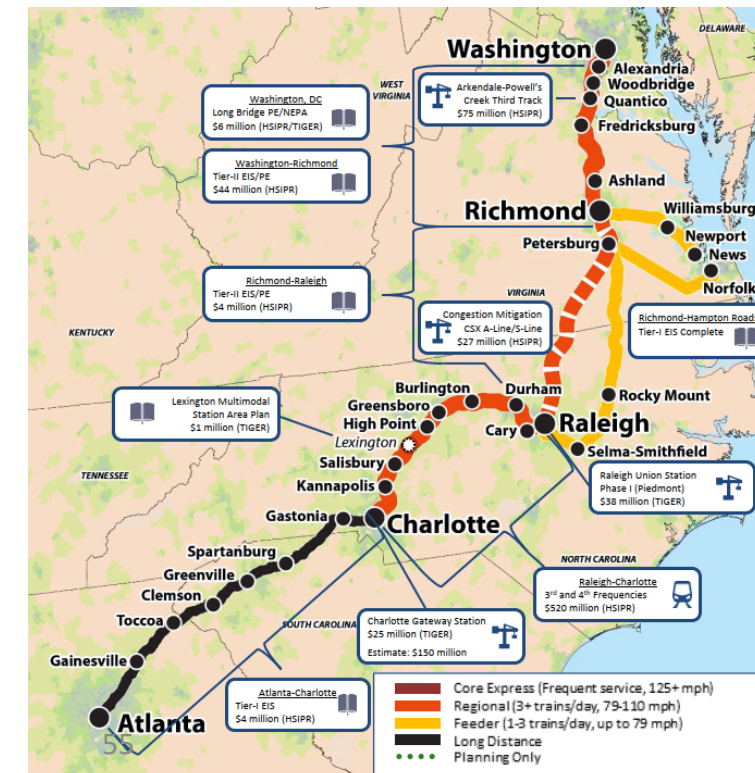 Washington
DELAWARE
Alexandria
Woodbridge
Quantico
WEST
VIRGINIA
Arkendale-Powell's
Creek Third Track
$75 million (HSIPR)
Washington, DC
Long Bridge PE/NEPA
$6 million (HSIPR/TIGER)
Fredricksburg
Washington-Richmond
Tier-II EIS/PE
$44 million (HSIPR)
Ashland
Richmond
Williamsburg
Newport
News
Norfolk
Petersburg
Richmond-Raleigh
Tier-II EIS/PE
$4 million (HSIPR)
VIRGINIA
Congestion Mitigation
CSX A-Line/S-Line
$27 million (HSIPR)
Richmond-Hampton Roads
Tier-I EIS Complete
KENTUCKY
Lexington Multimodal
Station Area Plan
$1 million (TIGER)
Burlington
Durham
Greensboro
High Point
Lexington
Rocky Mount
Cary
Raleigh
Selma-Smithfield
Salisbury
Kannapolis
TENNESSEE
Raleigh Union Station
Phase I (Piedmont)
$38 million (TIGER)
Gastonia
Charlotte
Spartanburg
Greenville
Clemson
Toccoa
Gainesville
NORTH CAROLINA
Raleigh-Charlotte
3rd and 4th Frequencies
$520 million (HSIPR)
SOUTH CAROLINA
Charlotte Gateway Station
$25 million (TIGER)
Estimate: $150 million
Atlanta-Charlotte
Tier-I EIS
$4 million (HSIPR)
Atlanta
55
Core Express (Frequent service, 125+ mph)
Regional (3+ trains/day, 79-110 mph)
Feeder (1-3 trains/day, up to 79 mph)
Long Distance
Planning Only